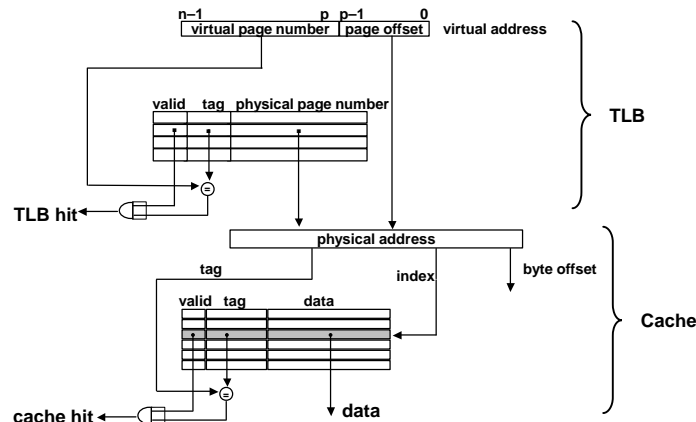 n–1 p p–1 0
virtual page number page offset virtual address
valid tag physical page number
TLB
=
TLB hit
physical address
tag
index
byte offset
valid tag data
Cache
=
cache hit
data